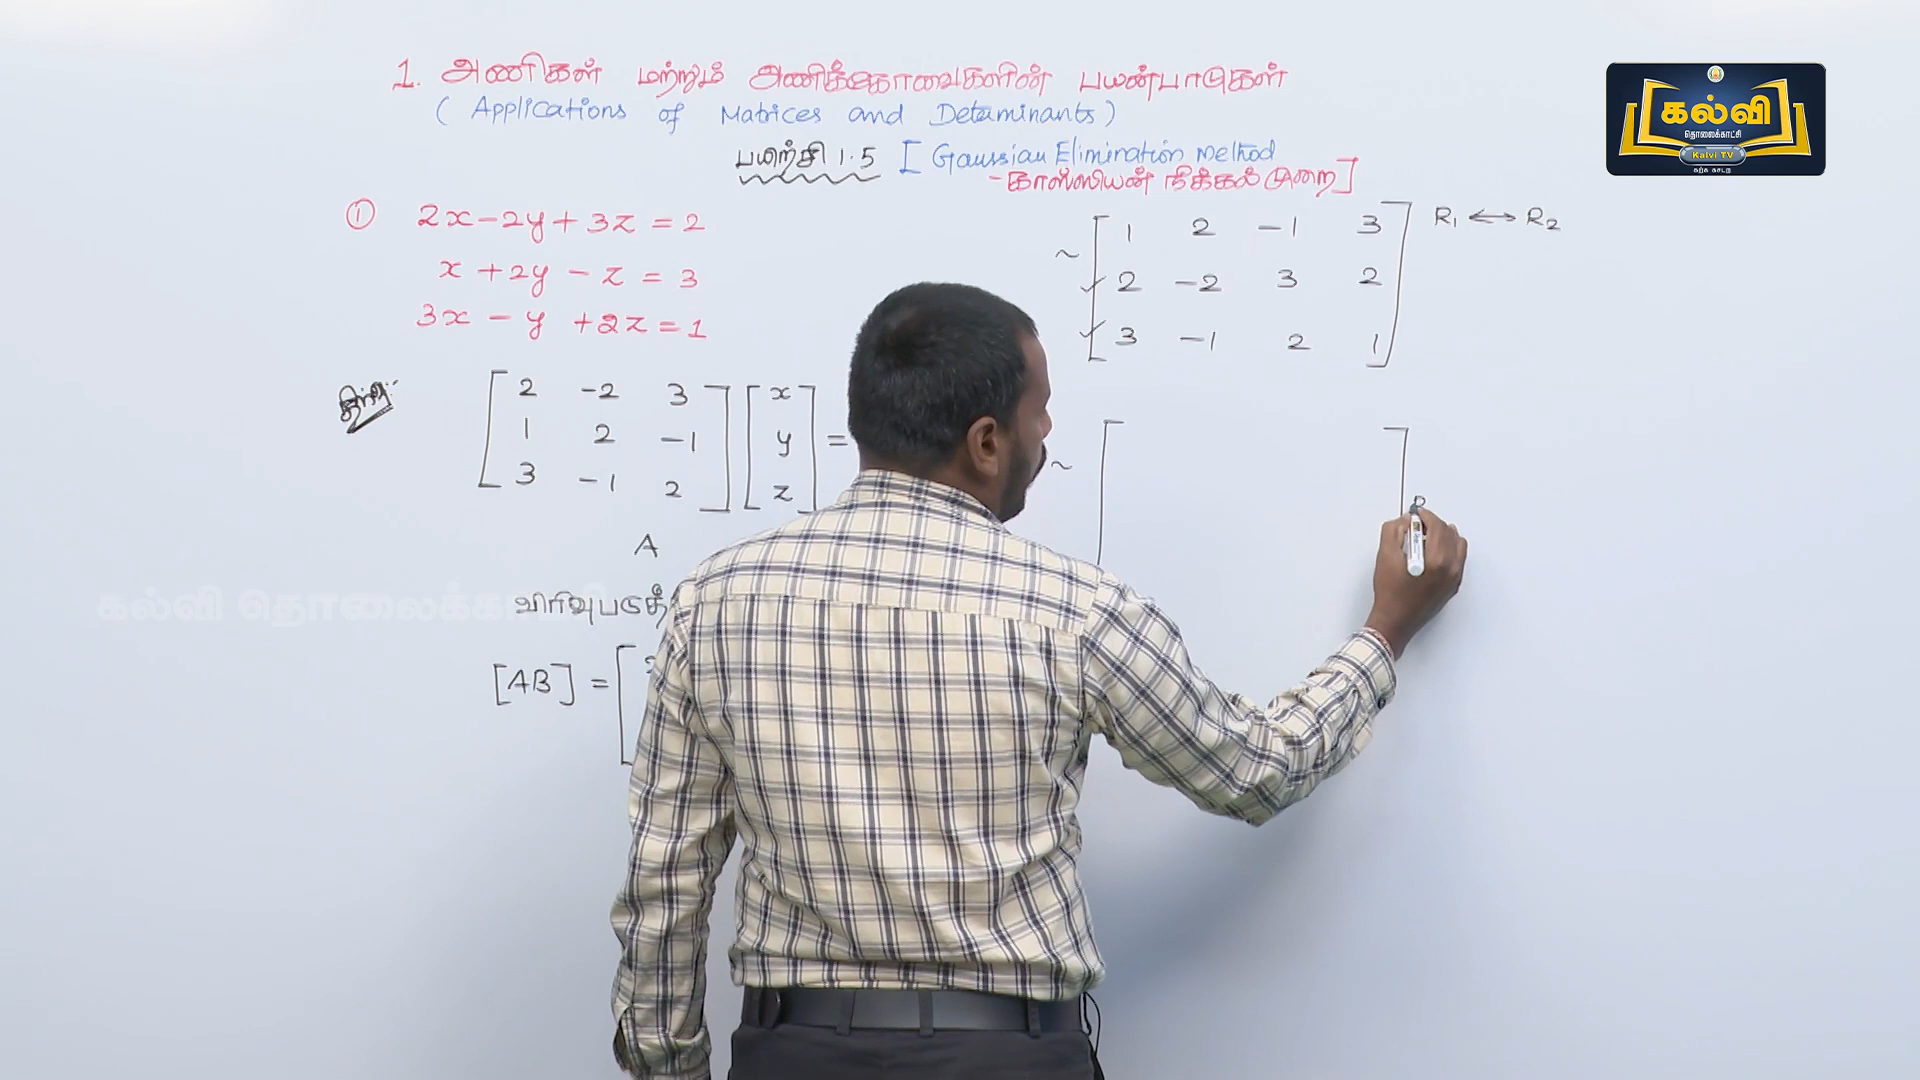 1. அணிகள் மற்றும் அணிக்கோவைகளின் பயன்பாடுகள்
( Applications of Matrices and Determinants )
பயிற்சி 1.5 [ Gaussian Elimination Method
- காஸ்ஸியன் நீக்கல் முறை ]
① 2x - 2y + 3z = 2
x + 2y - z = 3
3x - y + 2z = 1
2 -2 3 x
1 2 -1 y =
3 -1 2 z
A
[AB] =
~ 1 2 -1 3 R₁ ↔ R₂
2 -2 3 2
3 -1 2 1
~
கல்வி
தொலைக்காட்சி
Kalvi TV
கற்க கசடற